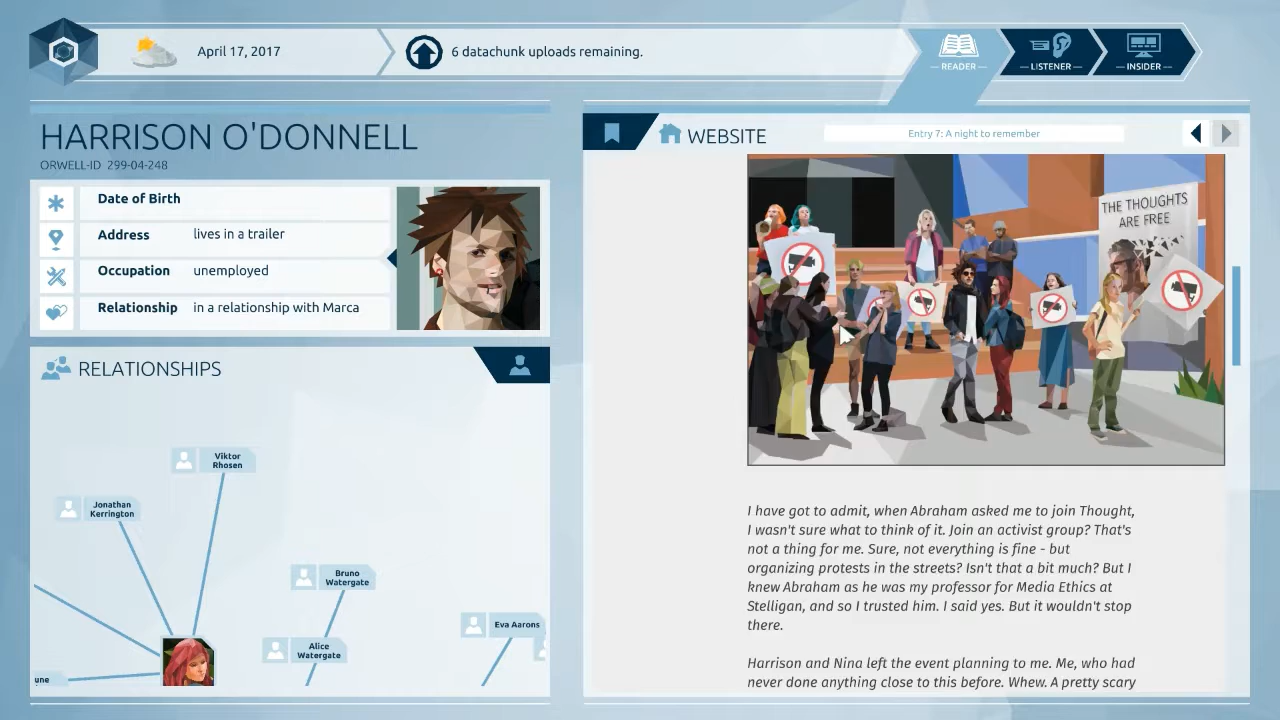 April 17, 2017
6 datachunk uploads remaining.
— READER —
— LISTENER —
— INSIDER —
HARRISON O'DONNELL
ORWELL-ID 299-04-248
Date of Birth
Address lives in a trailer
Occupation unemployed
Relationship in a relationship with Marca
RELATIONSHIPS
Viktor
Rhosen
Jonathan
Kerrington
Bruno
Watergate
Eva Aarons
Alice
Watergate
une
WEBSITE
Entry 7: A night to remember
THE THOUGHTS
ARE FREE
I have got to admit, when Abraham asked me to join Thought,
I wasn't sure what to think of it. Join an activist group? That's
not a thing for me. Sure, not everything is fine - but
organizing protests in the streets? Isn't that a bit much? But I
knew Abraham as he was my professor for Media Ethics at
Stelligan, and so I trusted him. I said yes. But it wouldn't stop
there.
Harrison and Nina left the event planning to me. Me, who had
never done anything close to this before. Whew. A pretty scary